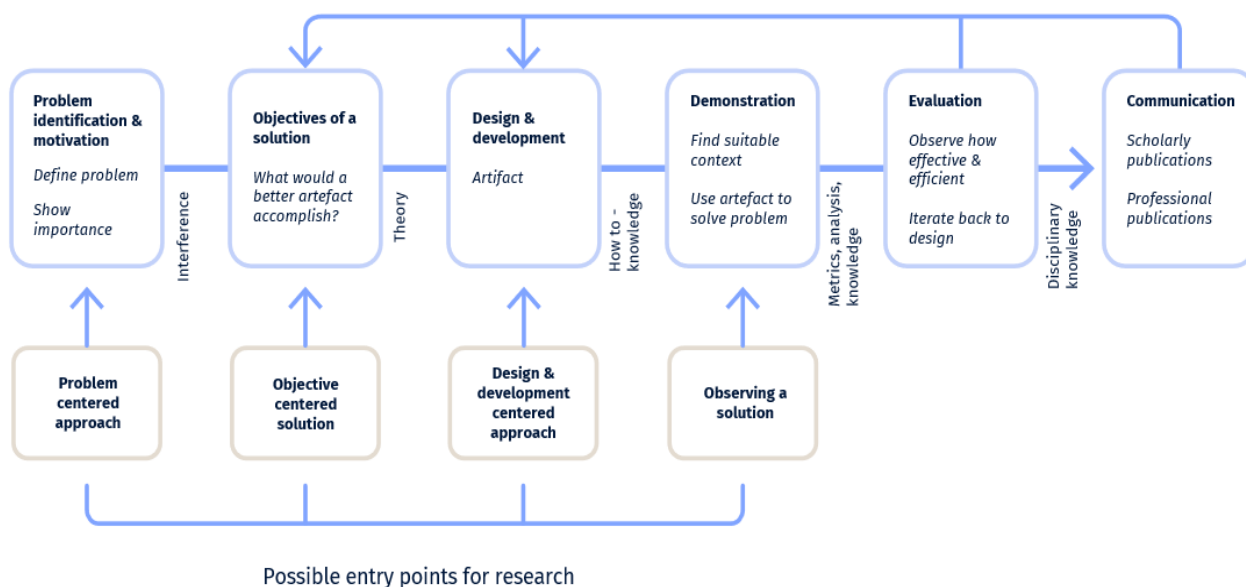 Problem
identification &
motivation
Define problem
Show
importance
Interference
Objectives of a
solution
What would a
better artefact
accomplish?
Theory
Design &
development
Artifact
How to -
knowledge
Demonstration
Find suitable
context
Use artefact to
solve problem
Metrics, analysis,
knowledge
Evaluation
Observe how
effective &
efficient
Iterate back to
design
Disciplinary
knowledge
Communication
Scholarly
publications
Professional
publications
Problem
centered
approach
Objective
centered
solution
Design &
development
centered
approach
Observing a
solution
Possible entry points for research